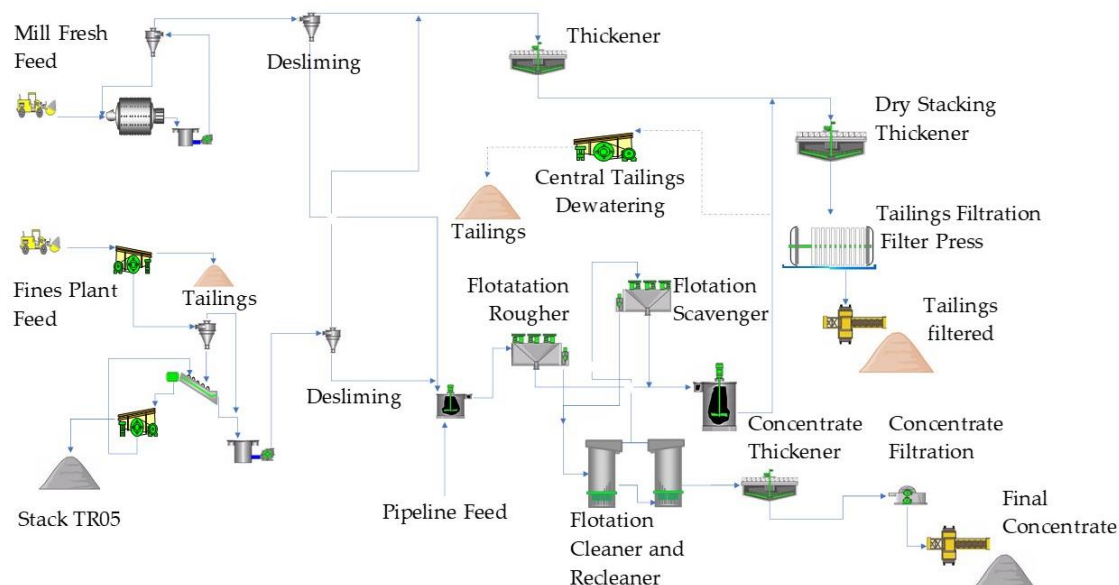 Mill Fresh
Feed
Desliming
Thickener
Dry Stacking
Thickener
Central Tailings
Dewatering
Tailings
Tailings Filtration
Filter Press
Fines Plant
Feed
Tailings
Flotatation
Rougher
Flotation
Scavenger
Tailings
filtered
Desliming
Concentrate
Thickener
Concentrate
Filtration
Stack TR05
Pipeline Feed
Flotation
Cleaner and
Recleaner
Final
Concentrate